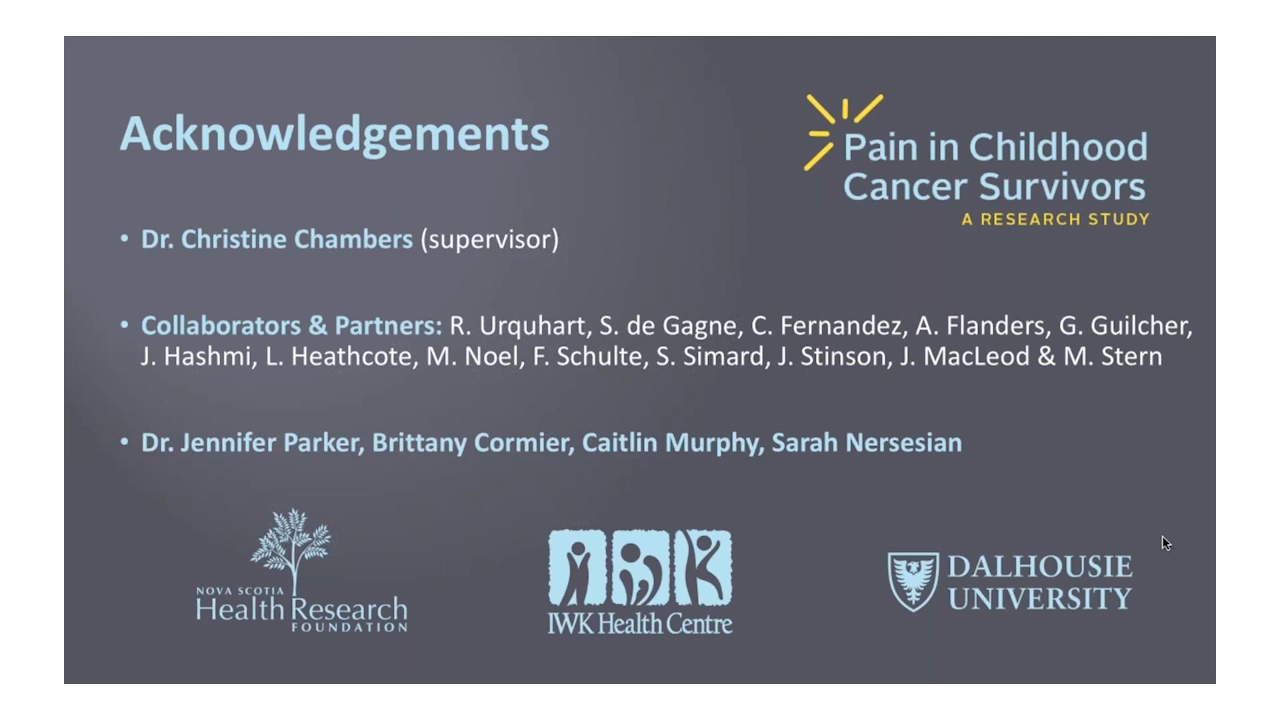 Acknowledgements
Pain in Childhood
Cancer Survivors
A RESEARCH STUDY
• Dr. Christine Chambers (supervisor)
• Collaborators & Partners: R. Urquhart, S. de Gagne, C. Fernandez, A. Flanders, G. Guilcher,
J. Hashmi, L. Heathcote, M. Noel, F. Schulte, S. Simard, J. Stinson, J. MacLeod & M. Stern
• Dr. Jennifer Parker, Brittany Cormier, Caitlin Murphy, Sarah Nersesian
NOVA SCOTIA
Health Research
FOUNDATION
IWK Health Centre
DALHOUSIE
UNIVERSITY